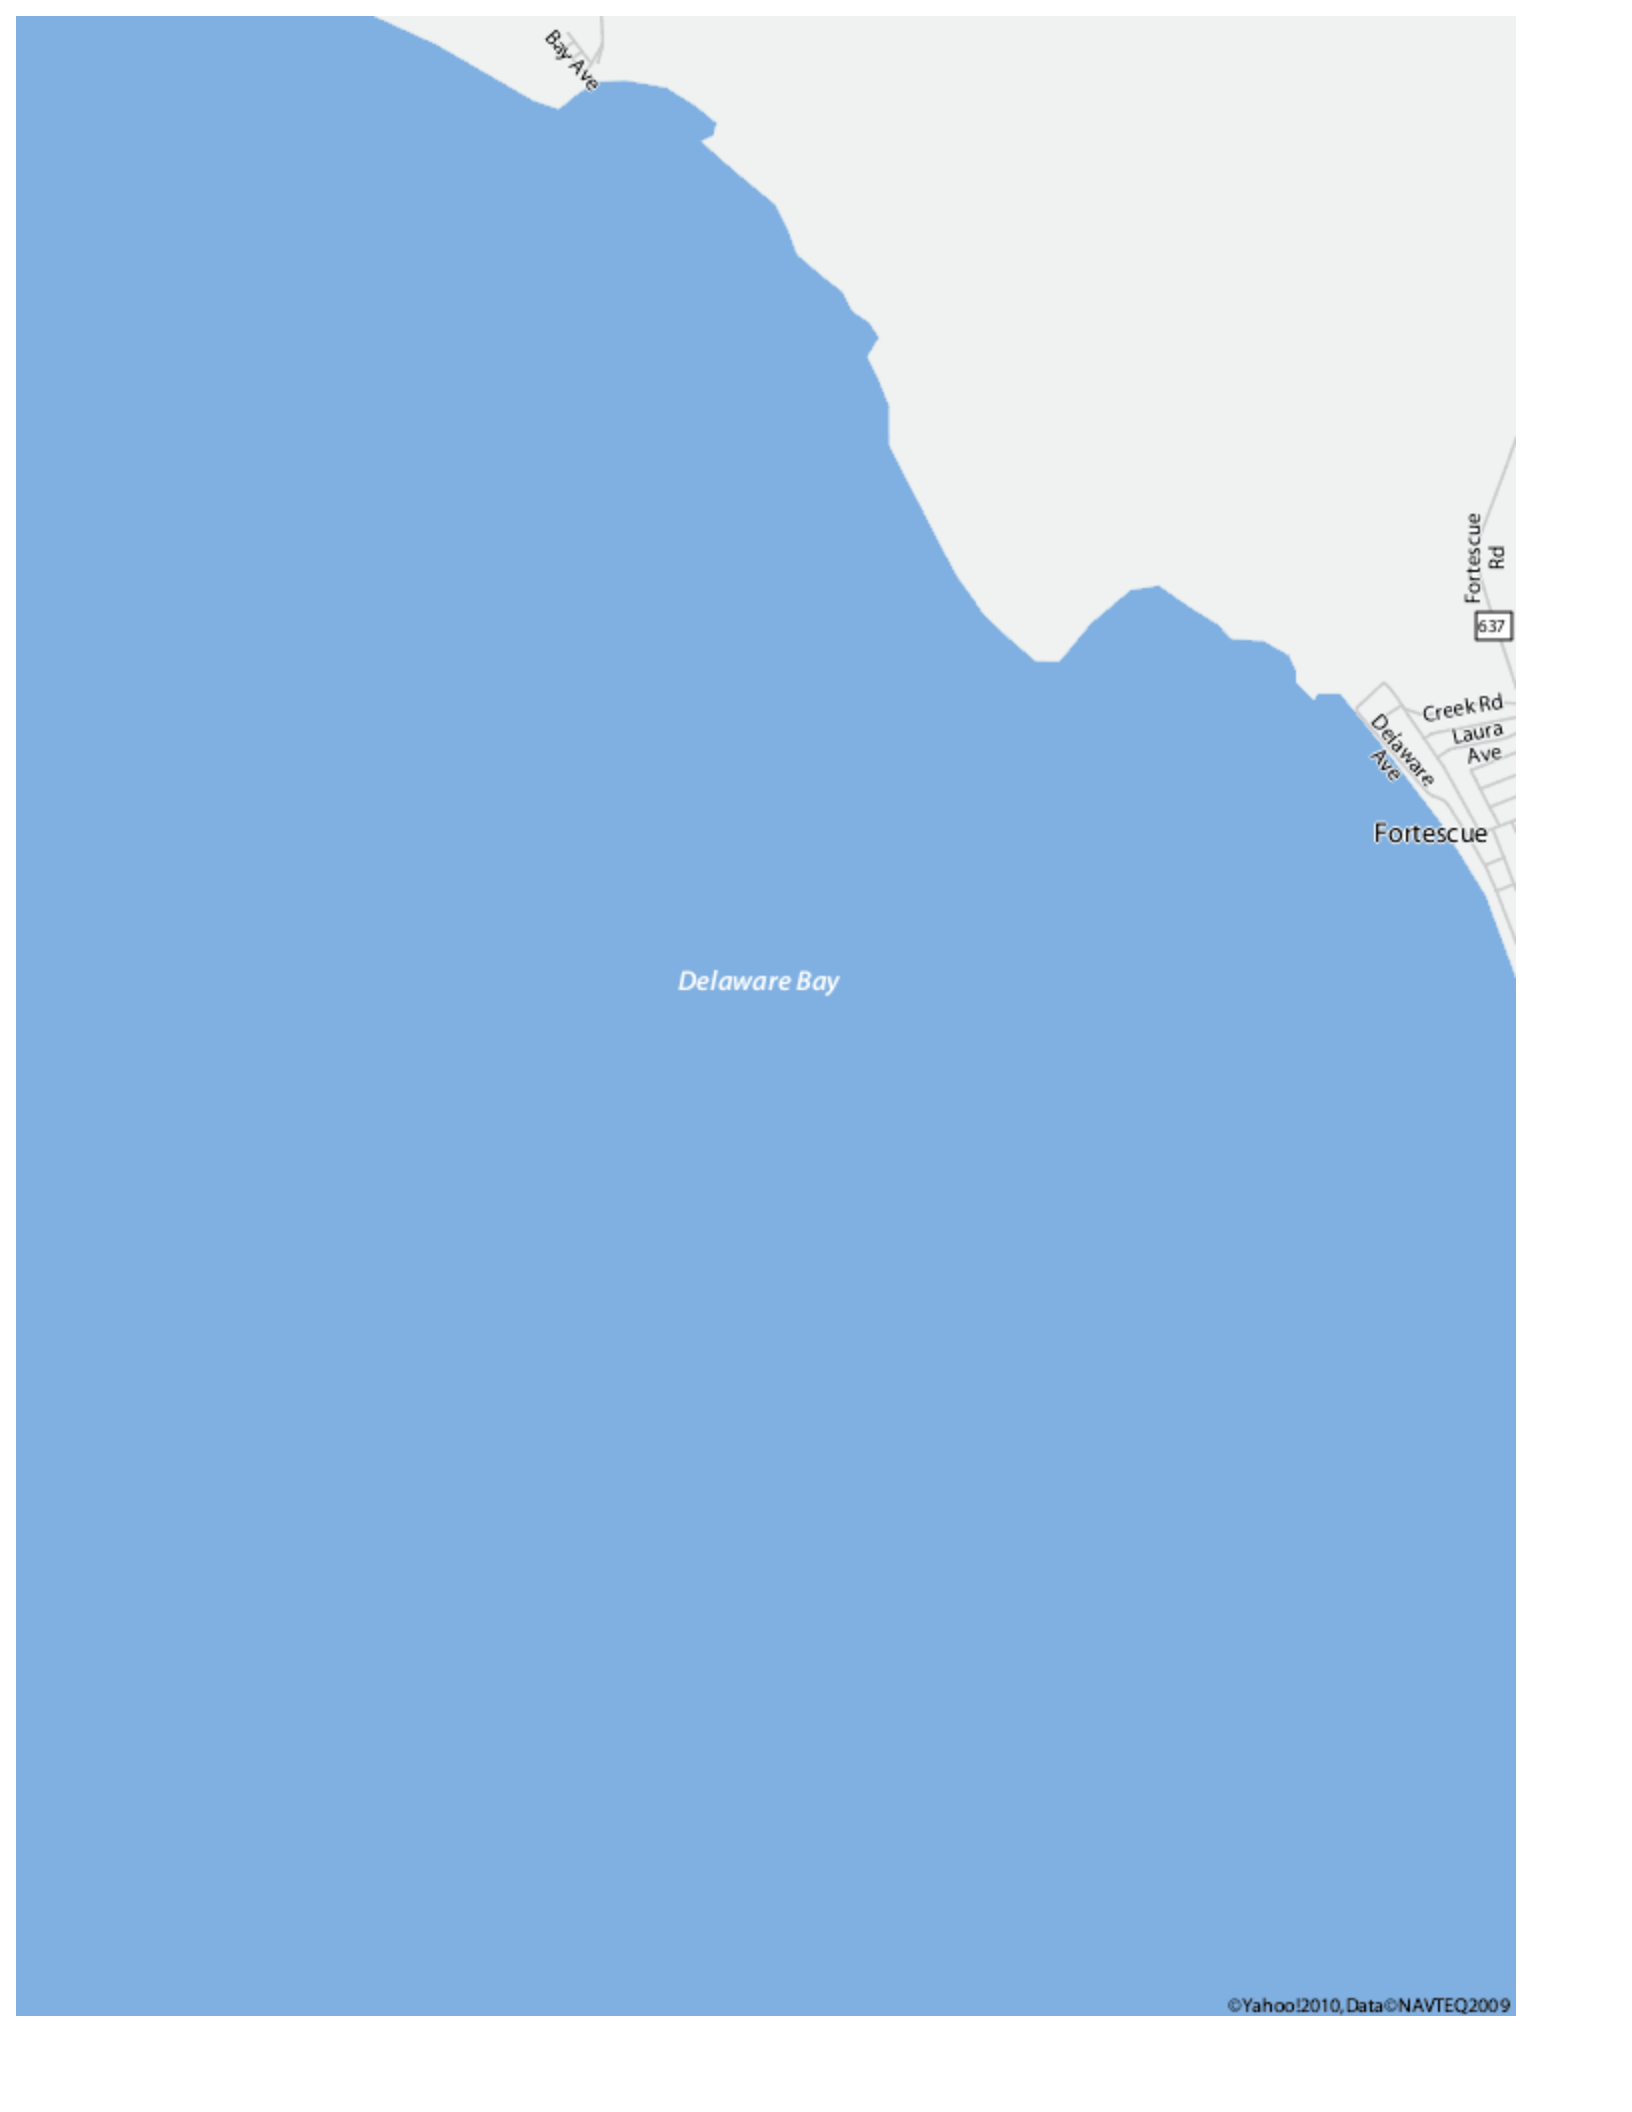 Bay Ave
Fortescue
Rd
637
Creek Rd
Laura
Ave
Delaware
Ave
Fortescue
Delaware Bay
©Yahoo!2010, Data©NAVTEQ2009